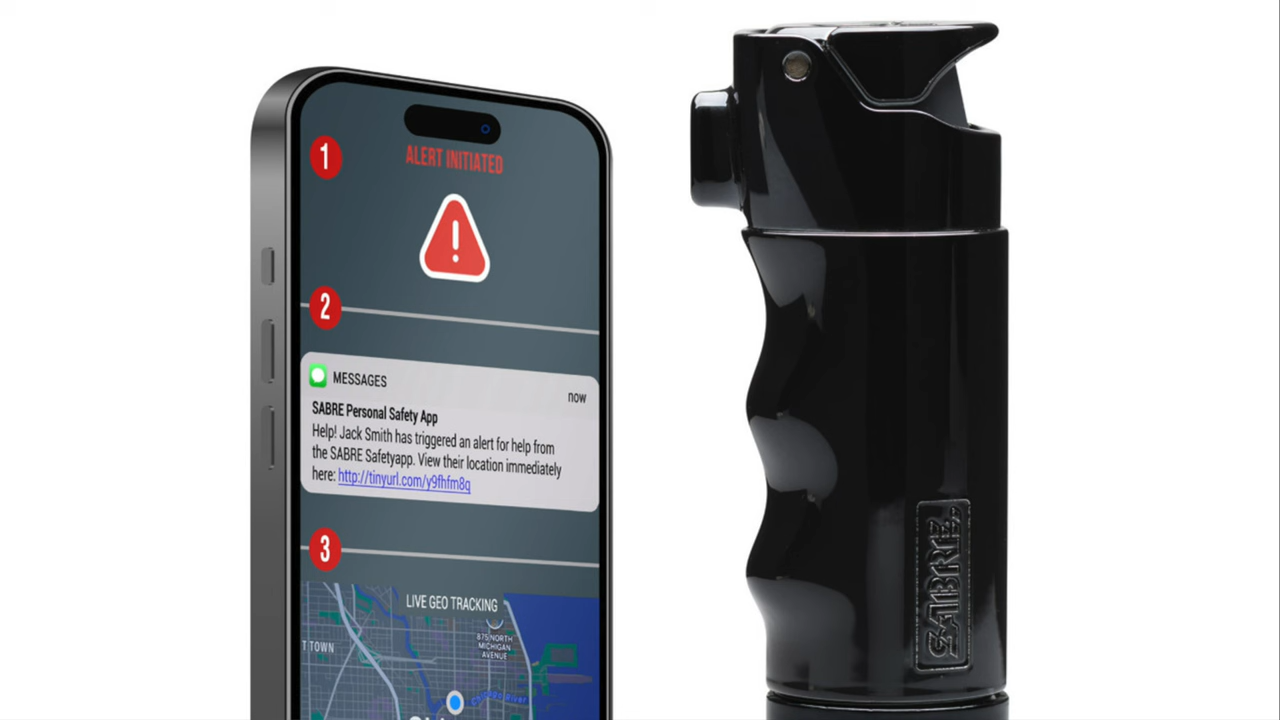 1
ALERT INITIATED
!
2
MESSAGES
now
SABRE Personal Safety App
Help! Jack Smith has triggered an alert for help from
the SABRE Safetyapp. View their location immediately
here: http://tinyurl.com/y9fhfm8q
3
LIVE GEO TRACKING
875 NORTH
MICHIGAN
AVENUE
T TOWN
SABRE